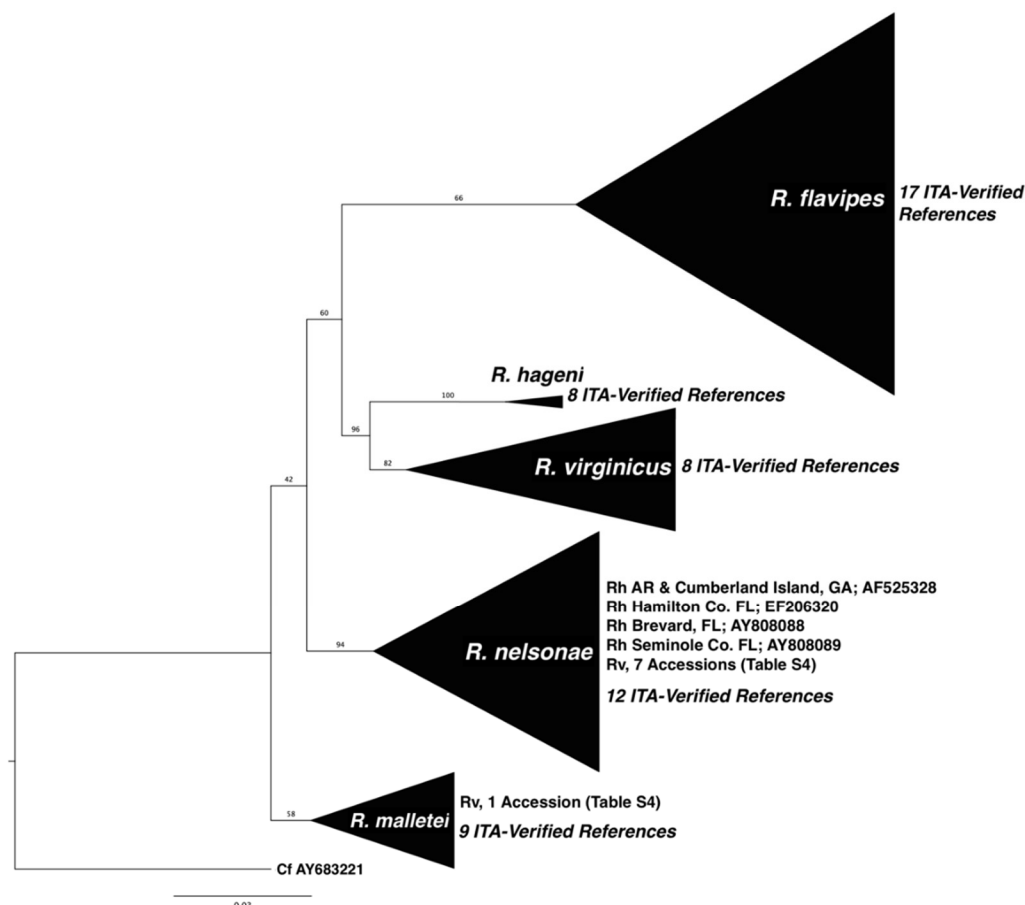 66
R. flavipes
17 ITA-Verified
References
60
R. hageni
100
8 ITA-Verified References
96
82
R. virginicus
8 ITA-Verified References
42
Rh AR & Cumberland Island, GA; AF525328
Rh Hamilton Co. FL; EF206320
Rh Brevard, FL; AY808088
Rh Seminole Co. FL; AY808089
Rv, 7 Accessions (Table S4)
94
R. nelsonae
12 ITA-Verified References
Rv, 1 Accession (Table S4)
58
R. malletei
9 ITA-Verified References
Cf AY683221